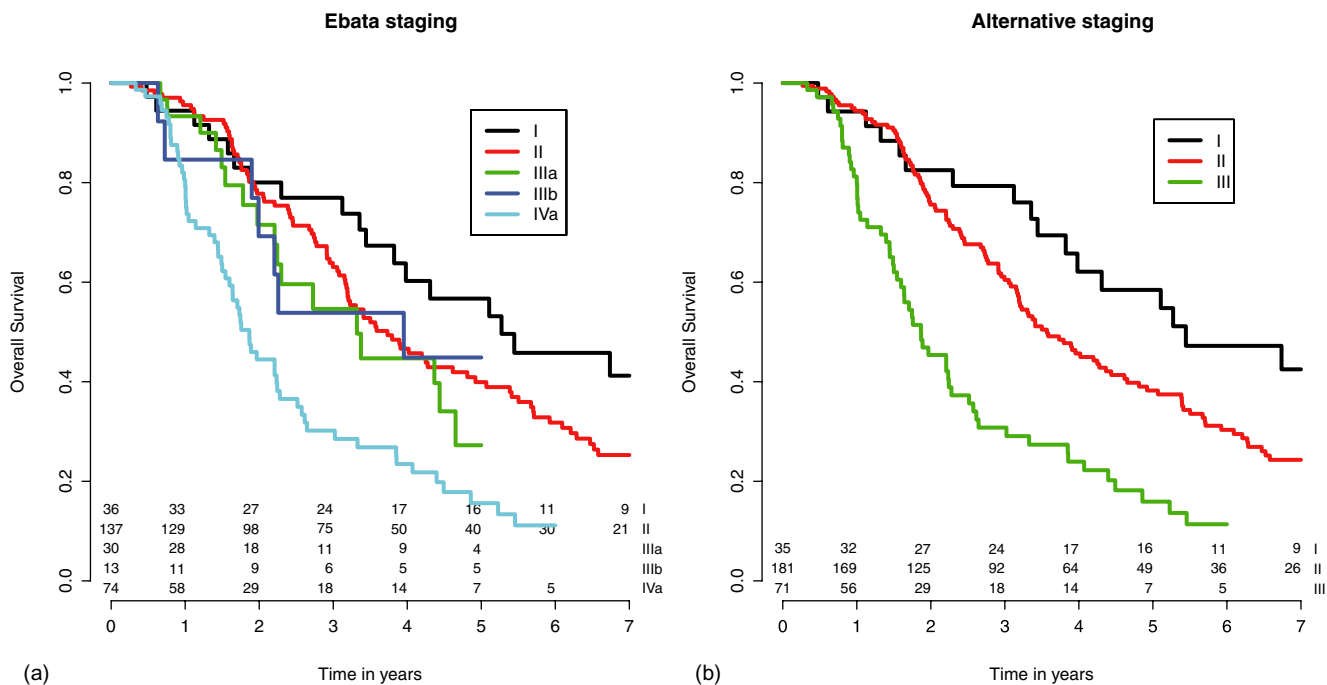 Ebata staging
Overall Survival
1.0
0.8
0.6
0.4
0.2
0.0
I
II
IIIa
IIIb
IVa
36 33 27 24 17 16 11 9 I
137 129 98 75 50 40 30 21 II
30 28 18 11 9 4 IIIa
13 11 9 6 5 5 IIIb
74 58 29 18 14 7 5 IVa
0 1 2 3 4 5 6 7
Time in years
(a)
Alternative staging
Overall Survival
1.0
0.8
0.6
0.4
0.2
0.0
I
II
III
35 32 27 24 17 16 11 9 I
181 169 125 92 64 49 36 26 II
71 56 29 18 14 7 5 III
0 1 2 3 4 5 6 7
Time in years
(b)